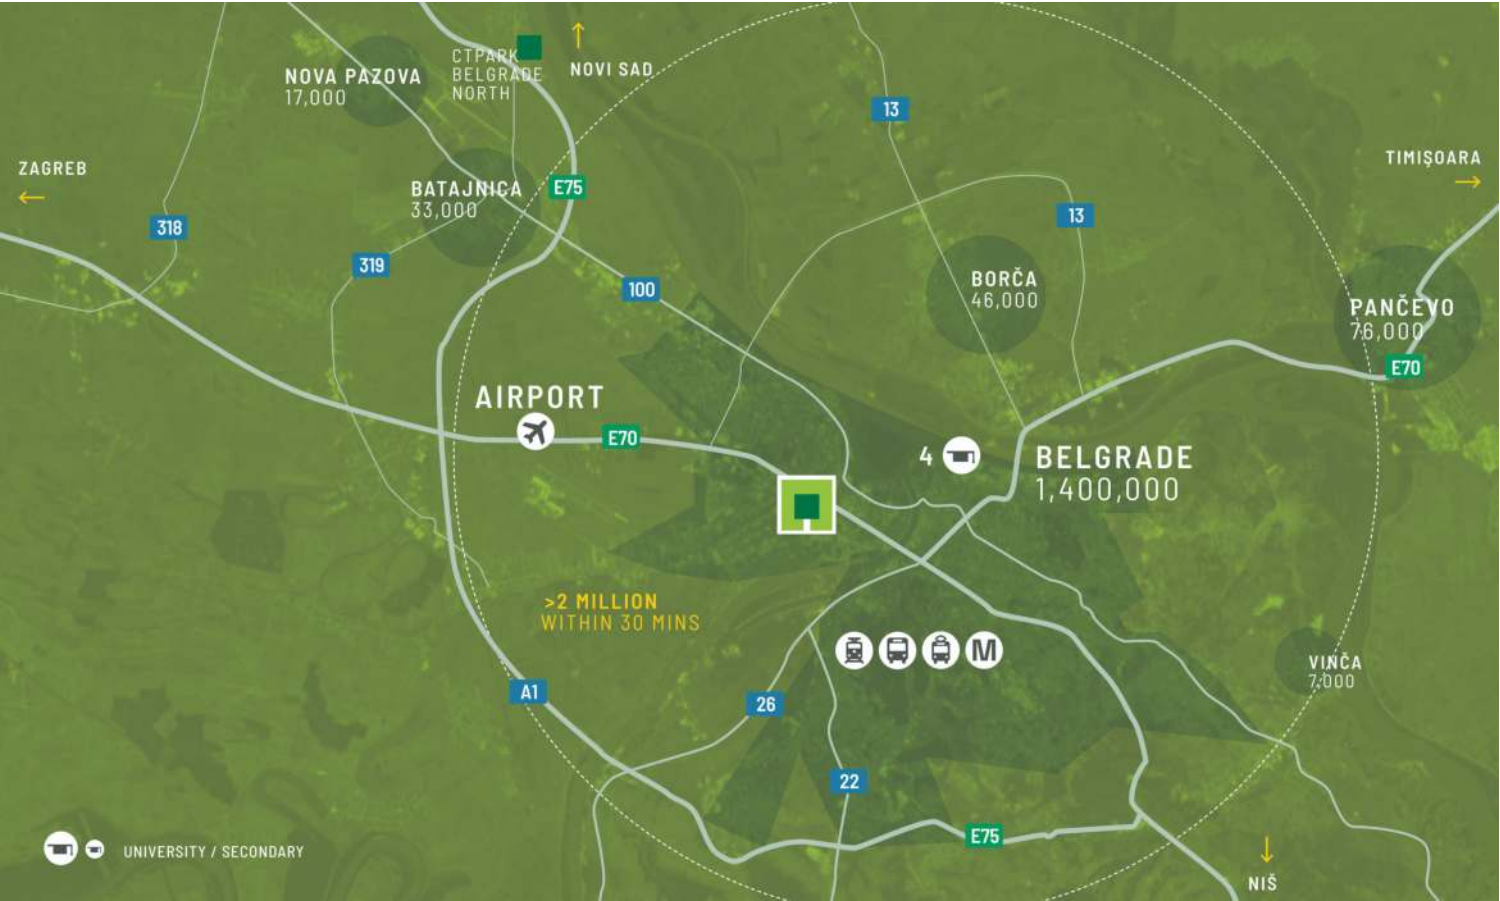 CTPARK
BELGRADE
NORTH
NOVI SAD
NOVA PAZOVA
17,000
13
ZAGREB
TIMIŞOARA
BATAJNICA
33,000
E75
318
13
319
100
BORČA
46,000
PANČEVO
76,000
E70
AIRPORT
E70
4
BELGRADE
1,400,000
>2 MILLION
WITHIN 30 MINS
M
VINČA
7,000
A1
26
22
E75
UNIVERSITY / SECONDARY
NIŠ